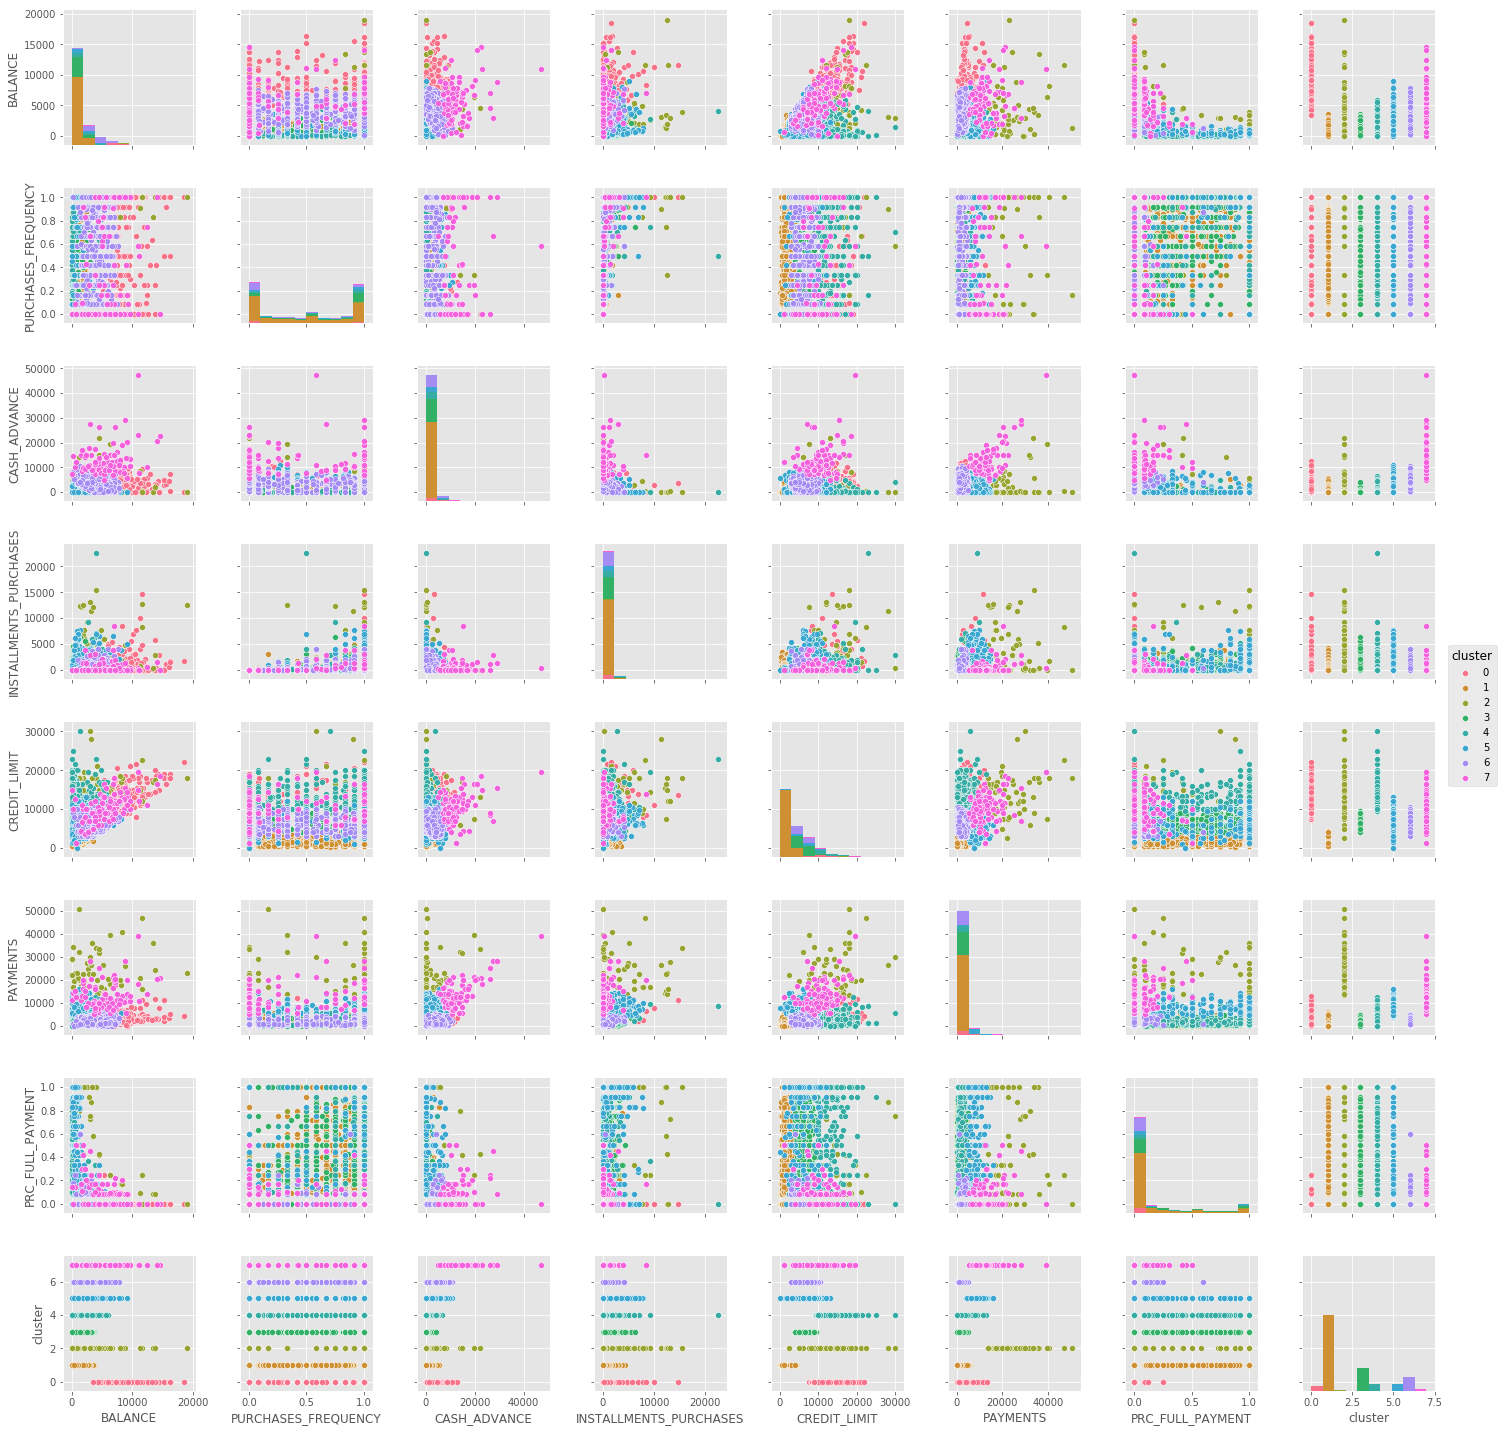 20000
15000
10000
5000
0
BALANCE
1.0
0.8
0.6
0.4
0.2
0.0
PURCHASES_FREQUENCY
50000
40000
30000
20000
10000
0
CASH_ADVANCE
20000
15000
10000
5000
0
INSTALLMENTS_PURCHASES
30000
20000
10000
0
CREDIT_LIMIT
50000
40000
30000
20000
10000
0
PAYMENTS
1.0
0.8
0.6
0.4
0.2
0.0
PRC_FULL_PAYMENT
6
4
2
0
cluster
0 10000 20000
BALANCE
0.0 0.5 1.0
PURCHASES_FREQUENCY
0 20000 40000
CASH_ADVANCE
0 10000 20000
INSTALLMENTS_PURCHASES
0 10000 20000 30000
CREDIT_LIMIT
0 20000 40000
PAYMENTS
0.0 0.5 1.0
PRC_FULL_PAYMENT
0.0 2.5 5.0 7.5
cluster
cluster
0
1
2
3
4
5
6
7